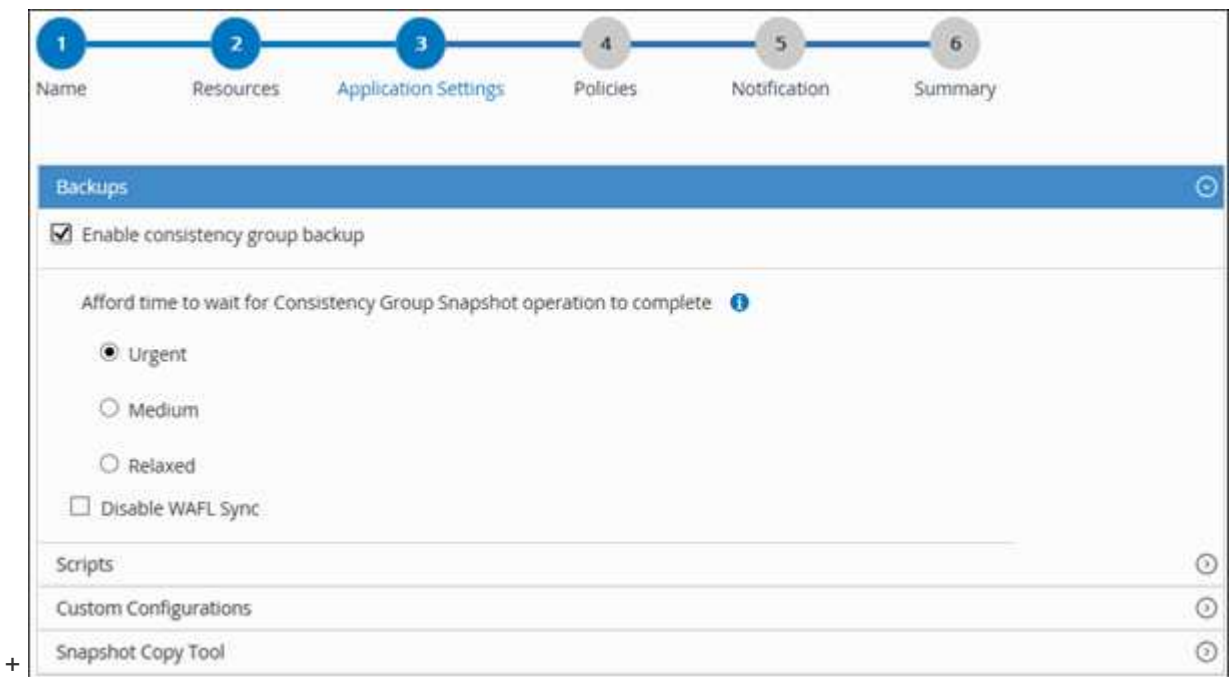 1 2 3 4 5 6
Name Resources Application Settings Policies Notification Summary
Backups
Enable consistency group backup
Afford time to wait for Consistency Group Snapshot operation to complete
Urgent
Medium
Relaxed
Disable WAFL Sync
Scripts
Custom Configurations
+ Snapshot Copy Tool